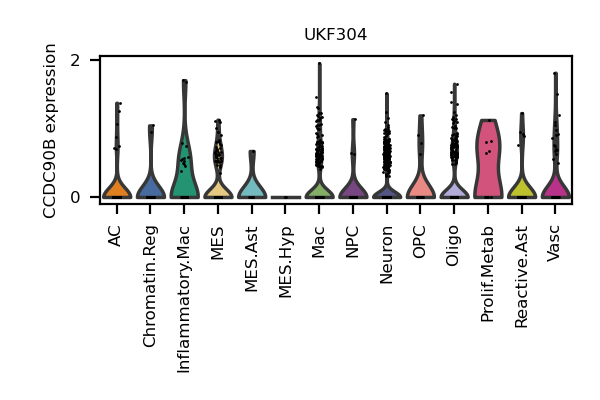 UKF304
CCDC90B expression
2
0
AC
Chromatin.Reg
Inflammatory.Mac
MES
MES.Ast
MES.Hyp
Mac
NPC
Neuron
OPC
Oligo
Prolif.Metab
Reactive.Ast
Vasc